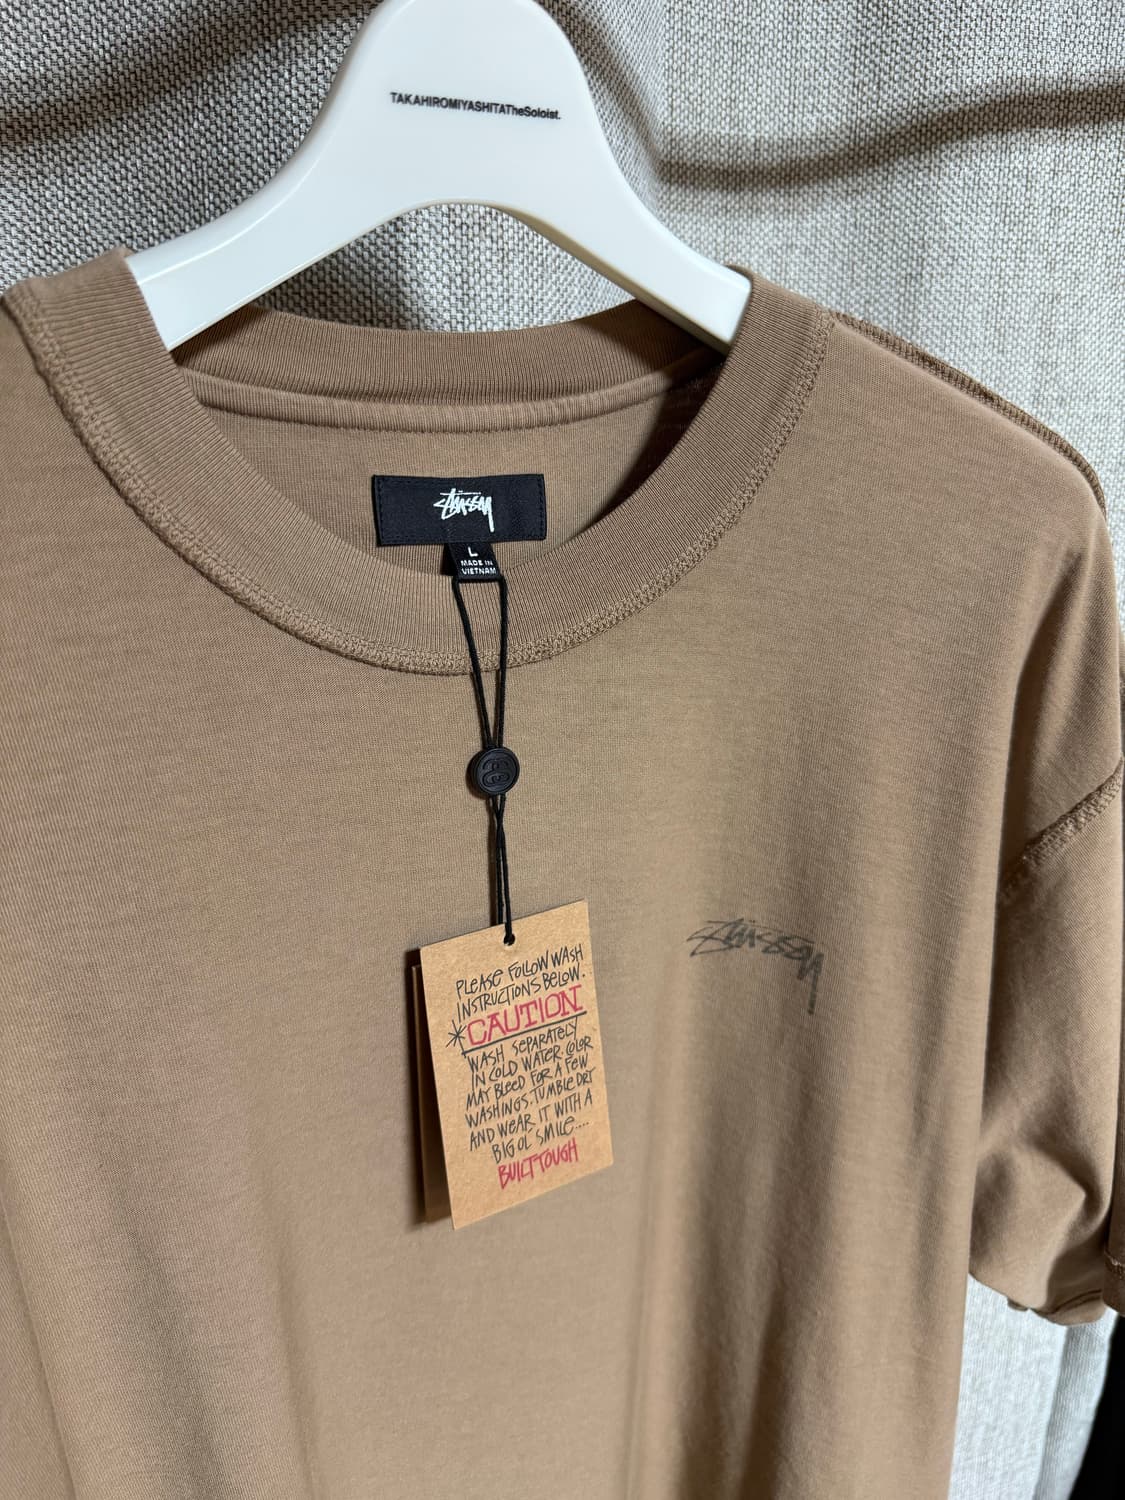 TAKAHIROMIYASHITATheSoloist.
Stüssy
L
MADE IN
VIETNAM
Stüssy
PLEASE FOLLOW WASH
INSTRUCTIONS BELOW.
*CAUTION
WASH SEPARATELY
IN COLD WATER. COLOR
MAY BLEED FOR A FEW
WASHINGS. TUMBLE DRY
AND WEAR IT WITH A
BIG OL' SMILE....
BUILT TOUGH